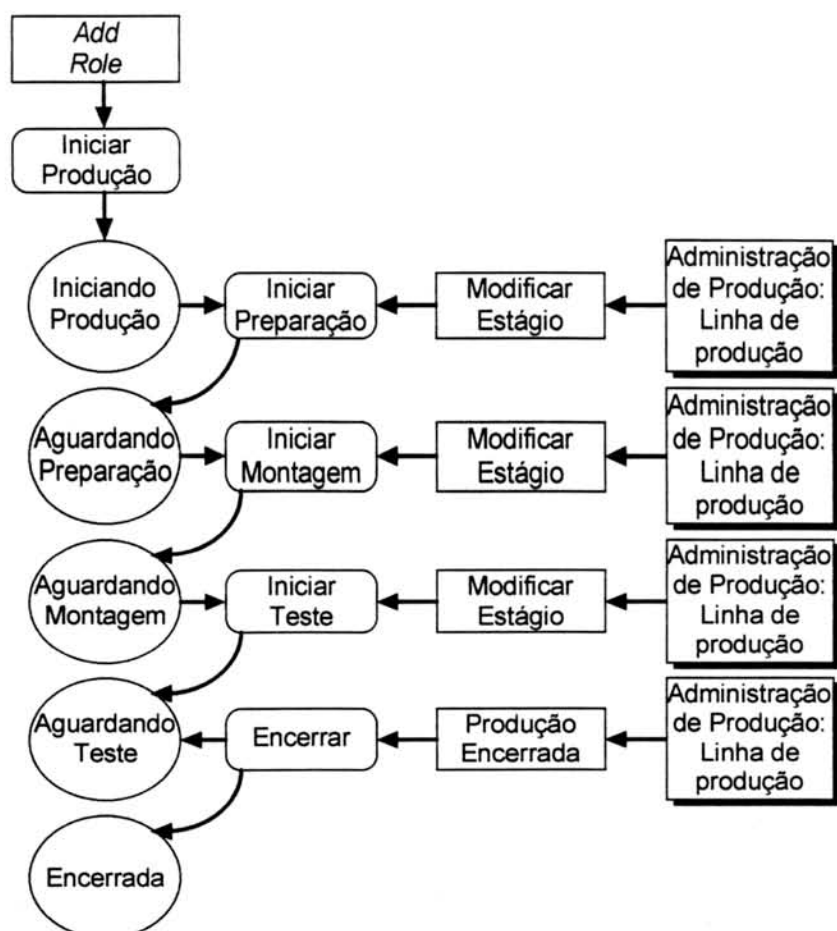 Add
Role
Iniciar
Produção
Iniciando
Produção
Iniciar
Preparação
Modificar
Estágio
Administração
de Produção:
Linha de
produção
Aguardando
Preparação
Iniciar
Montagem
Modificar
Estágio
Administração
de Produção:
Linha de
produção
Aguardando
Montagem
Iniciar
Teste
Modificar
Estágio
Administração
de Produção:
Linha de
produção
Aguardando
Teste
Encerrar
Produção
Encerrada
Administração
de Produção:
Linha de
produção
Encerrada